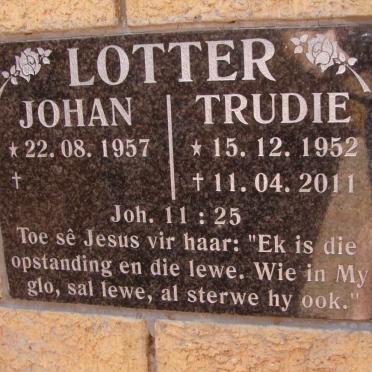 LOTTER
JOHAN TRUDIE
* 22. 08. 1957 * 15. 12. 1952
† † 11. 04. 2011
Joh. 11 : 25
Toe sê Jesus vir haar: "Ek is die
opstanding en die lewe. Wie in My
glo, sal lewe, al sterwe hy ook."